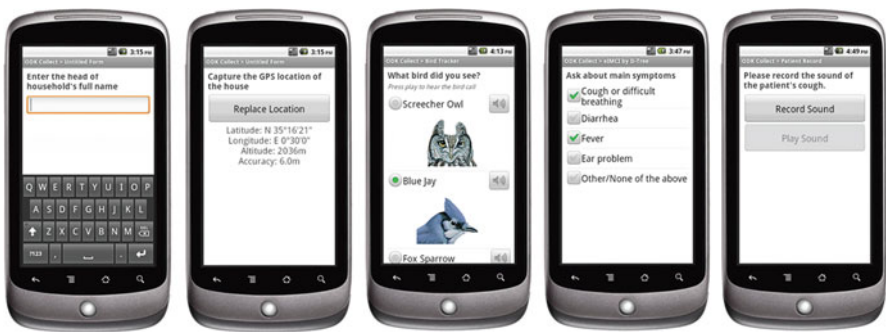 3:15 PM
ODK Collect > Untitled Form
Enter the head of
household's full name
Q W E R T Y U I O P
A S D F G H J K L
Z X C V B N M DEL
?123 , .
3:15 PM
ODK Collect > Untitled Form
Capture the GPS location of
the house
Replace Location
Latitude: N 35°16'21"
Longitude: E 0°30'0"
Altitude: 2036m
Accuracy: 6.0m
4:13 PM
ODK Collect > Bird Tracker
What bird did you see?
Press play to hear the bird call
Screecher Owl
Blue Jay
Fox Sparrow
3:47 PM
ODK Collect > eIMCI by D-Tree
Ask about main symptoms
Cough or difficult
breathing
Diarrhea
Fever
Ear problem
Other/None of the above
4:49 PM
ODK Collect > Patient Record
Please record the sound of
the patient's cough.
Record Sound
Play Sound